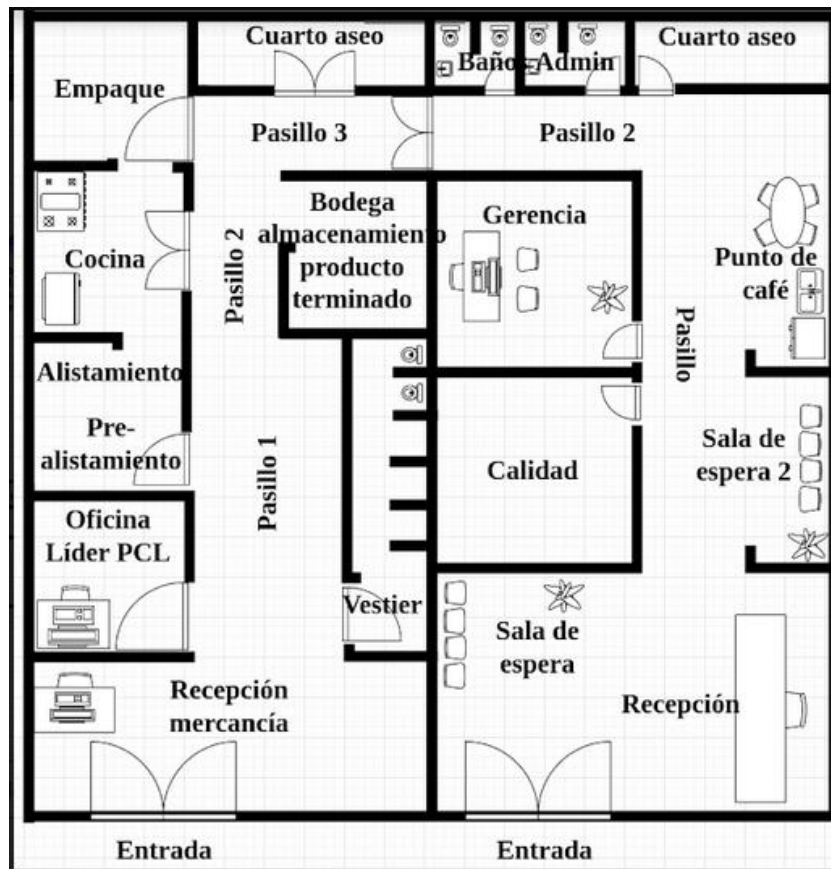 Cuarto aseo
Baños Admin
Cuarto aseo
Empaque
Pasillo 3
Pasillo 2
Bodega
almacenamiento
producto
terminado
Gerencia
Cocina
Pasillo 2
Punto de
café
Pasillo
Alistamiento
Pre-
alistamiento
Pasillo 1
Calidad
Sala de
espera 2
Oficina
Líder PCL
Vestier
Sala de
espera
Recepción
mercancía
Recepción
Entrada
Entrada